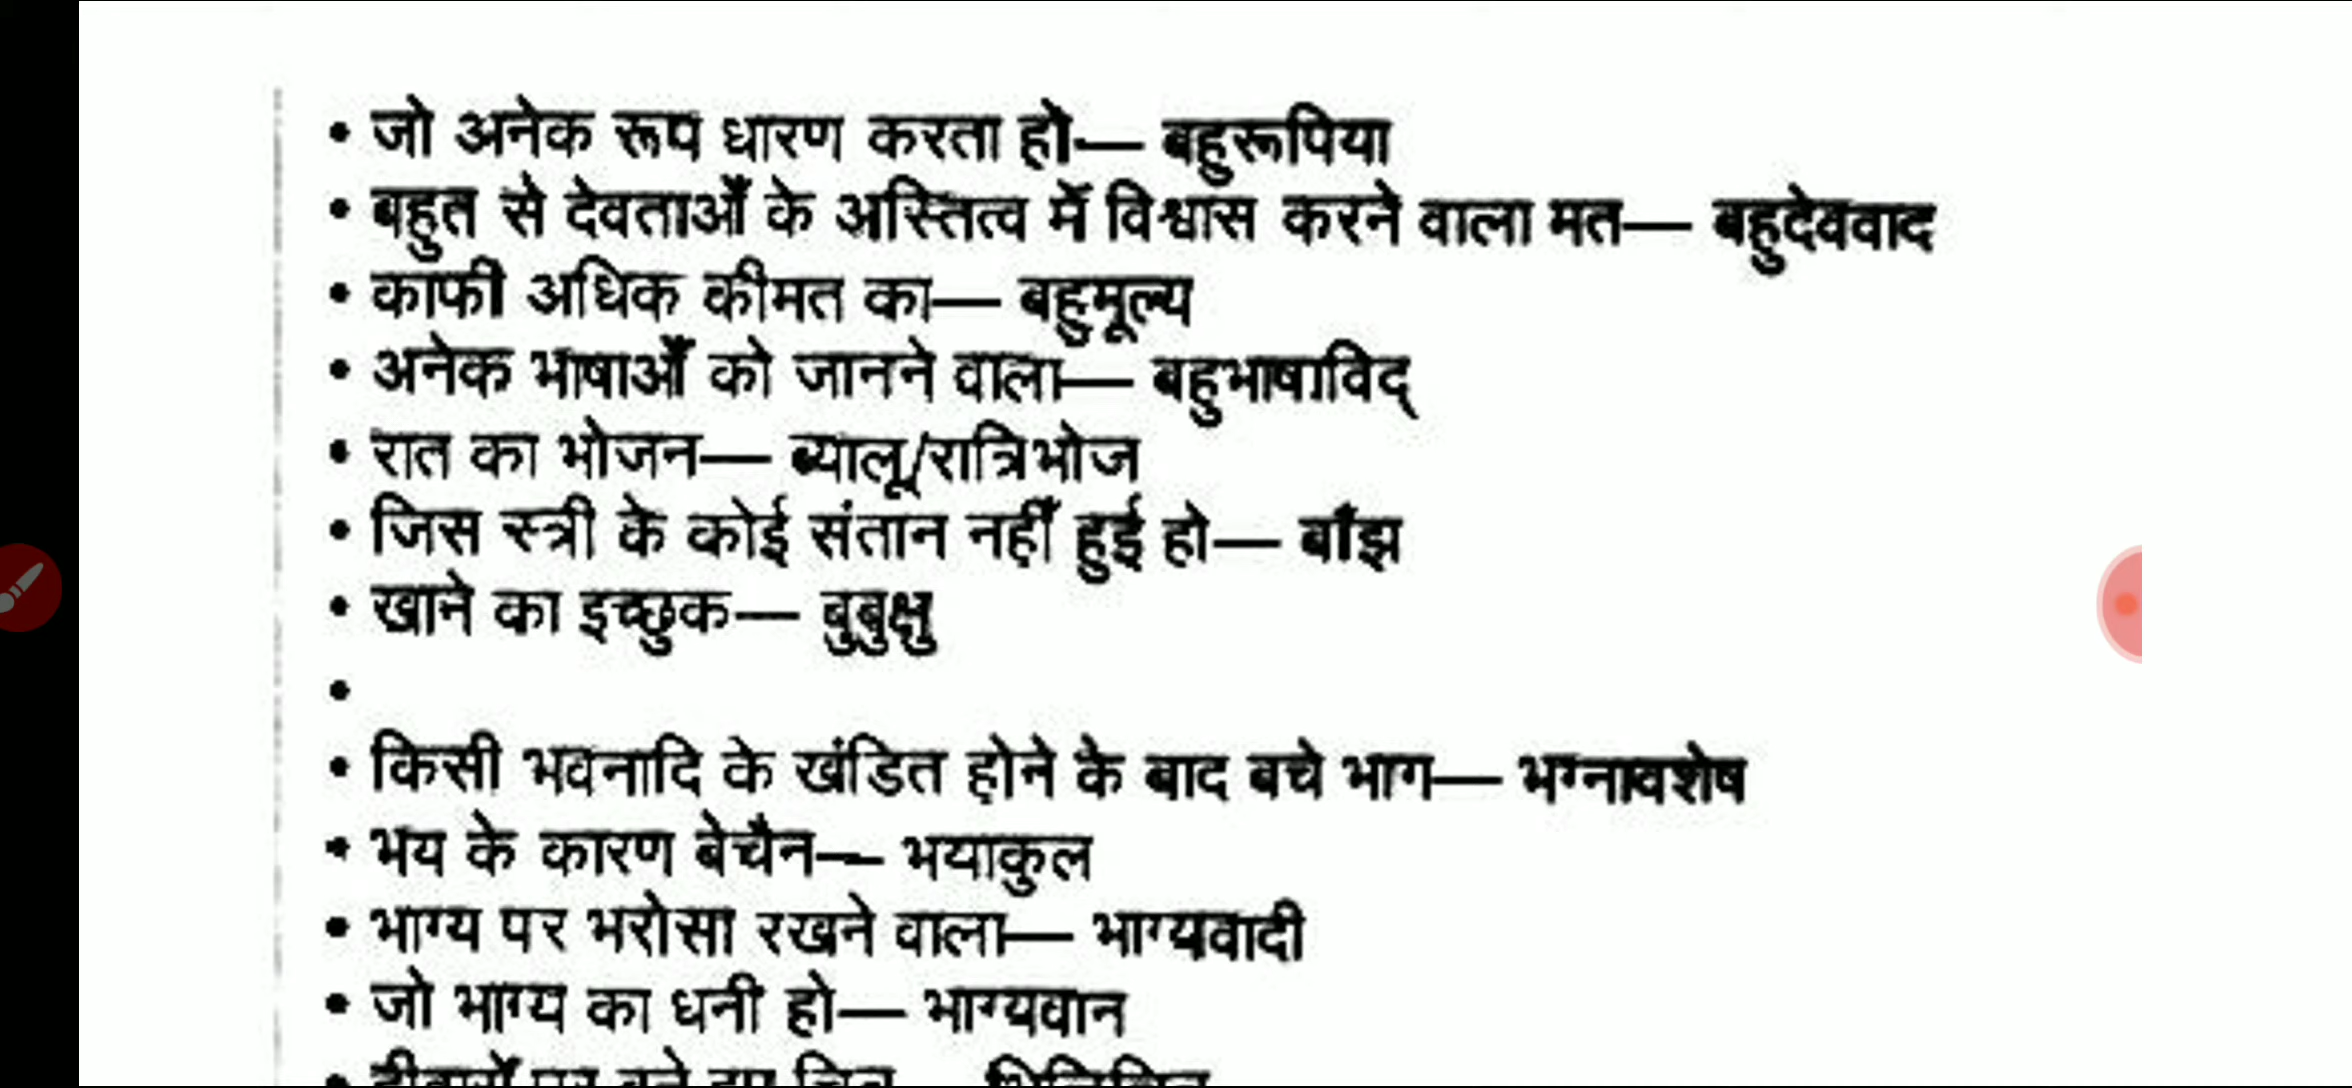 • जो अनेक रूप धारण करता हो— बहुरूपिया
• बहुत से देवताओँ के अस्तित्व मेँ विश्वास करने वाला मत— बहुदेववाद
• काफी अधिक कीमत का— बहुमूल्य
• अनेक भाषाओँ को जानने वाला— बहुभाषाविद्
• रात का भोजन— ब्यालू/रात्रिभोज
• जिस स्त्री के कोई संतान नहीँ हुई हो— बाँझ
• खाने का इच्छुक— बुबुक्षु
•
• किसी भवनादि के खंडित होने के बाद बचे भाग— भग्नावशेष
• भय के कारण बेचैन— भयाकुल
• भाग्य पर भरोसा रखने वाला— भाग्यवादी
• जो भाग्य का धनी हो— भाग्यवान